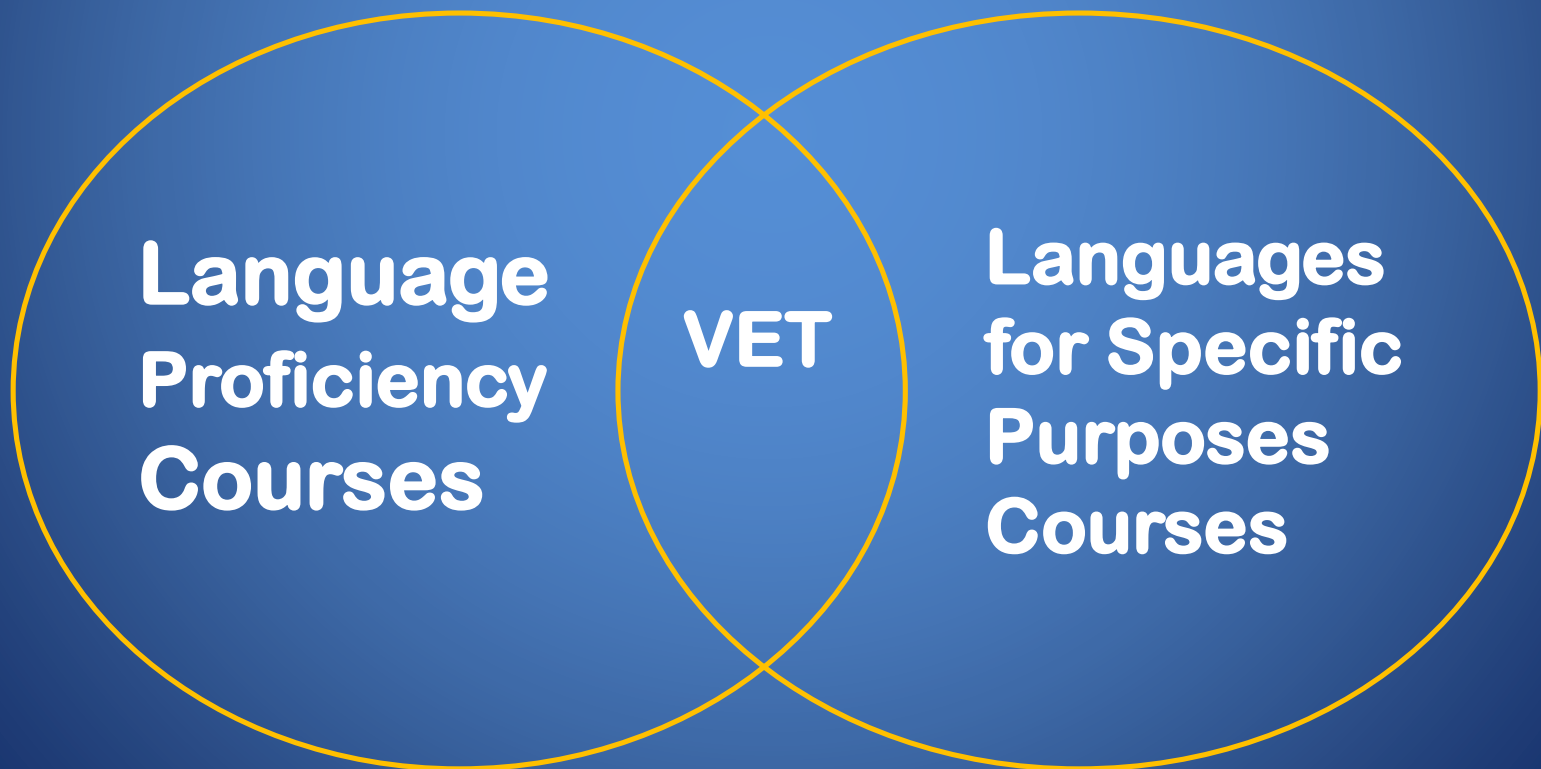 Language
Proficiency
Courses
VET
Languages
for Specific
Purposes
Courses